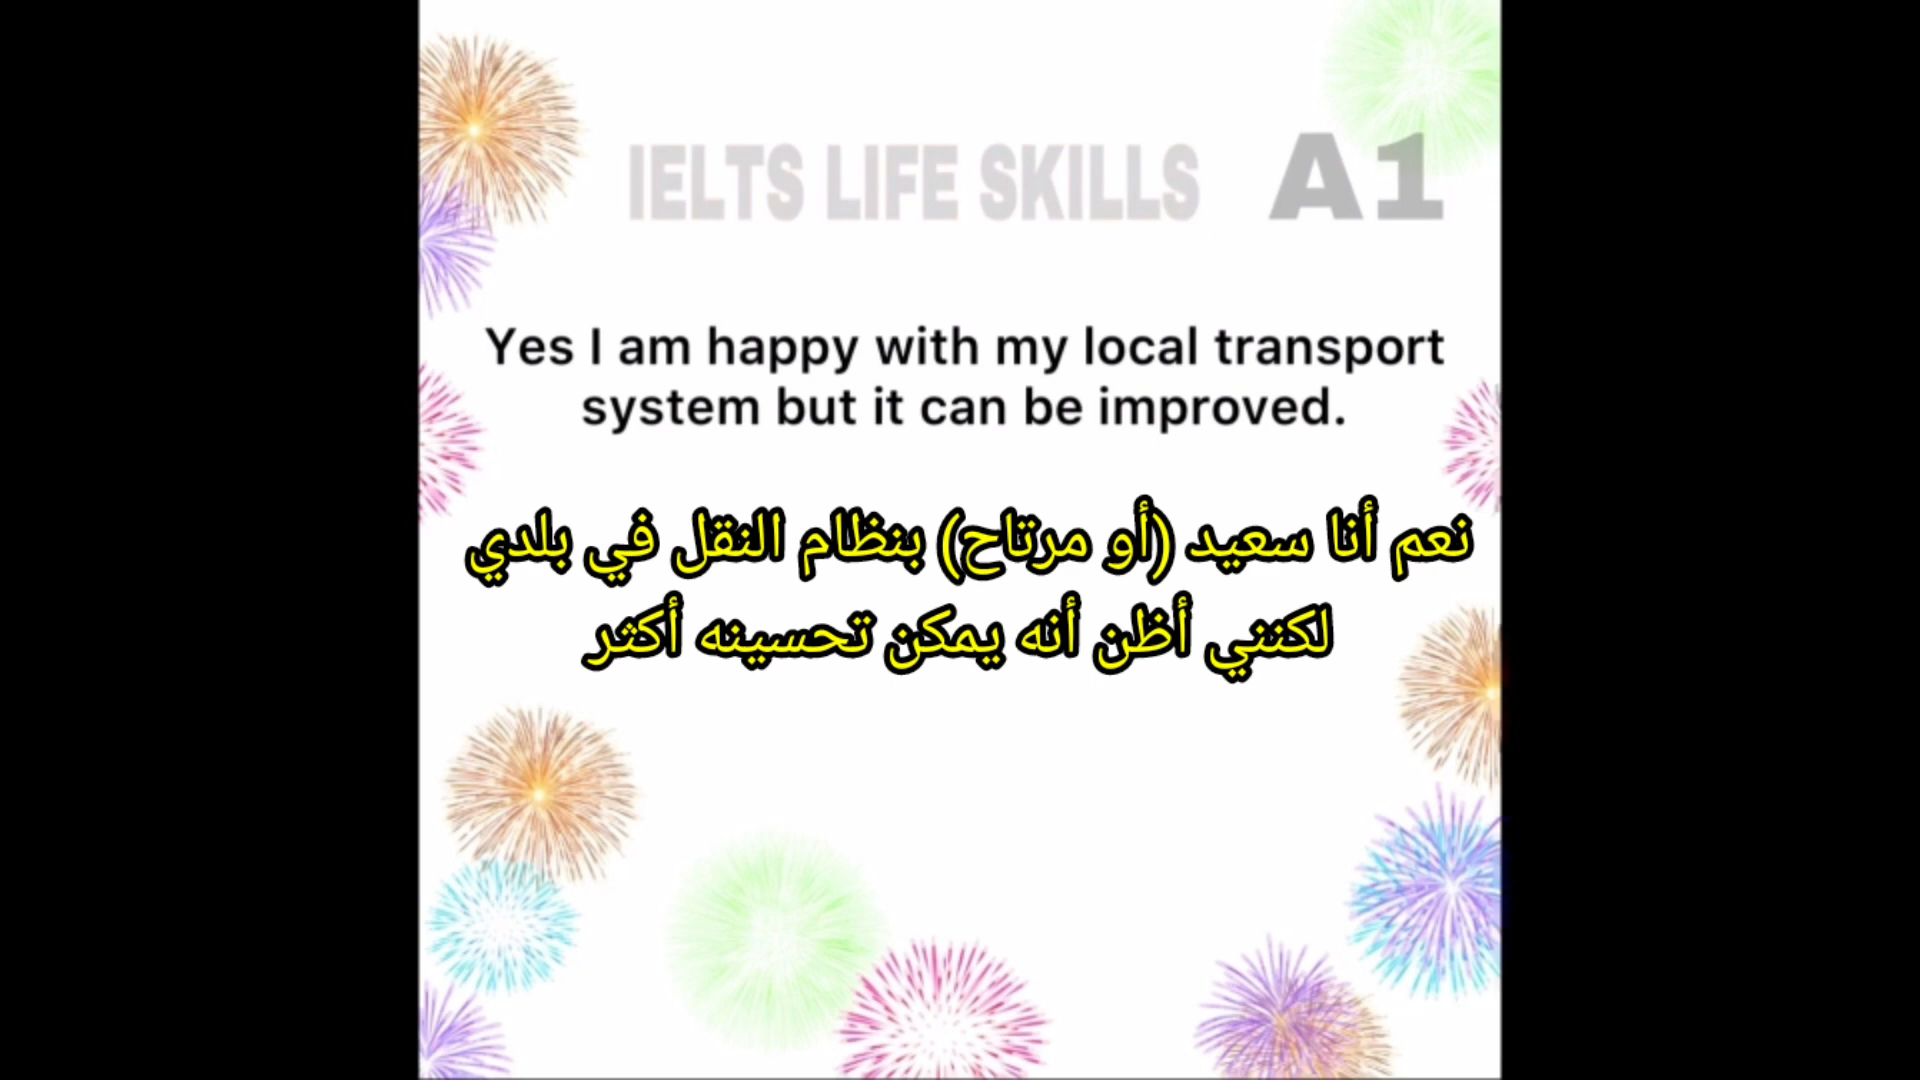 IELTS LIFE SKILLS A1
Yes I am happy with my local transport
system but it can be improved.
نعم أنا سعيد (أو مرتاح) بنظام النقل في بلدي
لكنني أظن أنه يمكن تحسينه أكثر